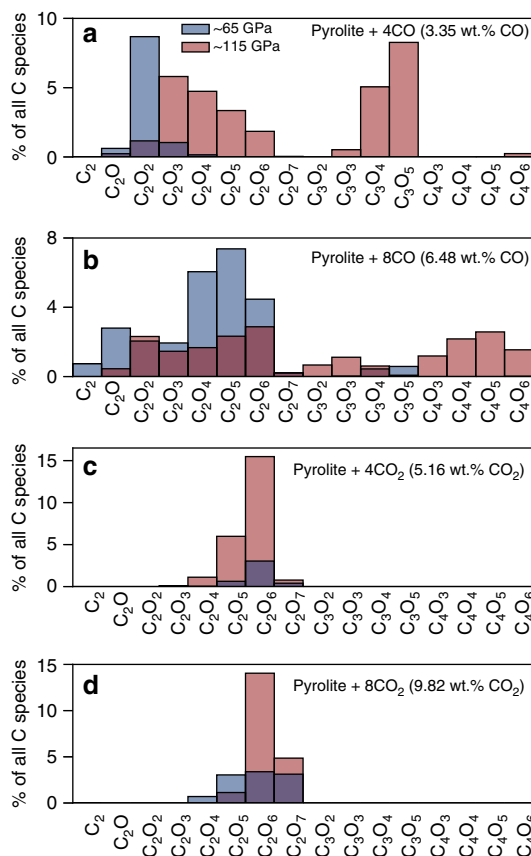 a
~65 GPa
~115 GPa
Pyrolite + 4CO (3.35 wt.% CO)
% of all C species
10
5
0
C₂ C₂O C₂O₂ C₂O₃ C₂O₄ C₂O₅ C₂O₆ C₂O₇ C₃O₂ C₃O₃ C₃O₄ C₃O₅ C₄O₃ C₄O₄ C₄O₅ C₄O₆
b
Pyrolite + 8CO (6.48 wt.% CO)
% of all C species
8
4
0
C₂ C₂O C₂O₂ C₂O₃ C₂O₄ C₂O₅ C₂O₆ C₂O₇ C₃O₂ C₃O₃ C₃O₄ C₃O₅ C₄O₃ C₄O₄ C₄O₅ C₄O₆
c
Pyrolite + 4CO₂ (5.16 wt.% CO₂)
% of all C species
15
10
5
0
C₂ C₂O C₂O₂ C₂O₃ C₂O₄ C₂O₅ C₂O₆ C₂O₇ C₃O₂ C₃O₃ C₃O₄ C₃O₅ C₄O₃ C₄O₄ C₄O₅ C₄O₆
d
Pyrolite + 8CO₂ (9.82 wt.% CO₂)
% of all C species
15
10
5
0
C₂ C₂O C₂O₂ C₂O₃ C₂O₄ C₂O₅ C₂O₆ C₂O₇ C₃O₂ C₃O₃ C₃O₄ C₃O₅ C₄O₃ C₄O₄ C₄O₅ C₄O₆